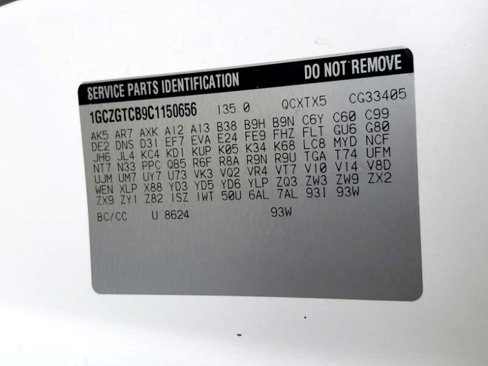 SERVICE PARTS IDENTIFICATION DO NOT REMOVE
1GCZGTCB9C1150656 135.0 QCXTX5 CG33405
AK5 AR7 AXK A12 A13 B38 B9H B9N C6Y C60 C99
DE2 DNS D31 EF7 EVA E24 FE9 FHZ FLT GU6 G80
JH6 JL4 KC4 KD1 KUP K05 K34 K68 LC8 MYD NCF
NT7 N33 PPC QB5 R6F R8A R9N R9U TGA T74 UFM
UJM UM7 UY7 U73 VK3 VQ2 VR4 VT7 V10 V14 V8D
WEN XLP X88 YD3 YD5 YD6 YLP ZQ3 ZW3 ZW9 ZX2
ZX9 ZY1 Z82 1SZ 1WT 50U 6AL 7AL 931 93W
BC/CC U 8624 93W